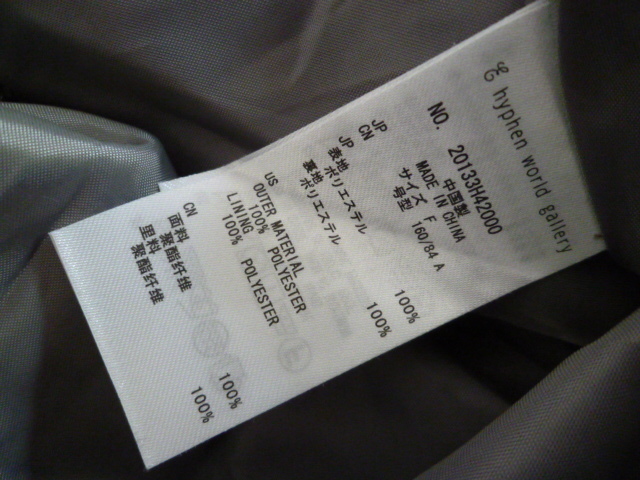 hyphen world gallery
NO. 20133H42000
中国製
MADE IN CHINA
JP サイズ F
CN 号型 160/84 A
JP 表地 ポリエステル 100%
裏地 ポリエステル 100%
US OUTER MATERIAL
100% POLYESTER
LINING
100% POLYESTER
CN 面料 聚酯纤维 100%
里料 聚酯纤维 100%